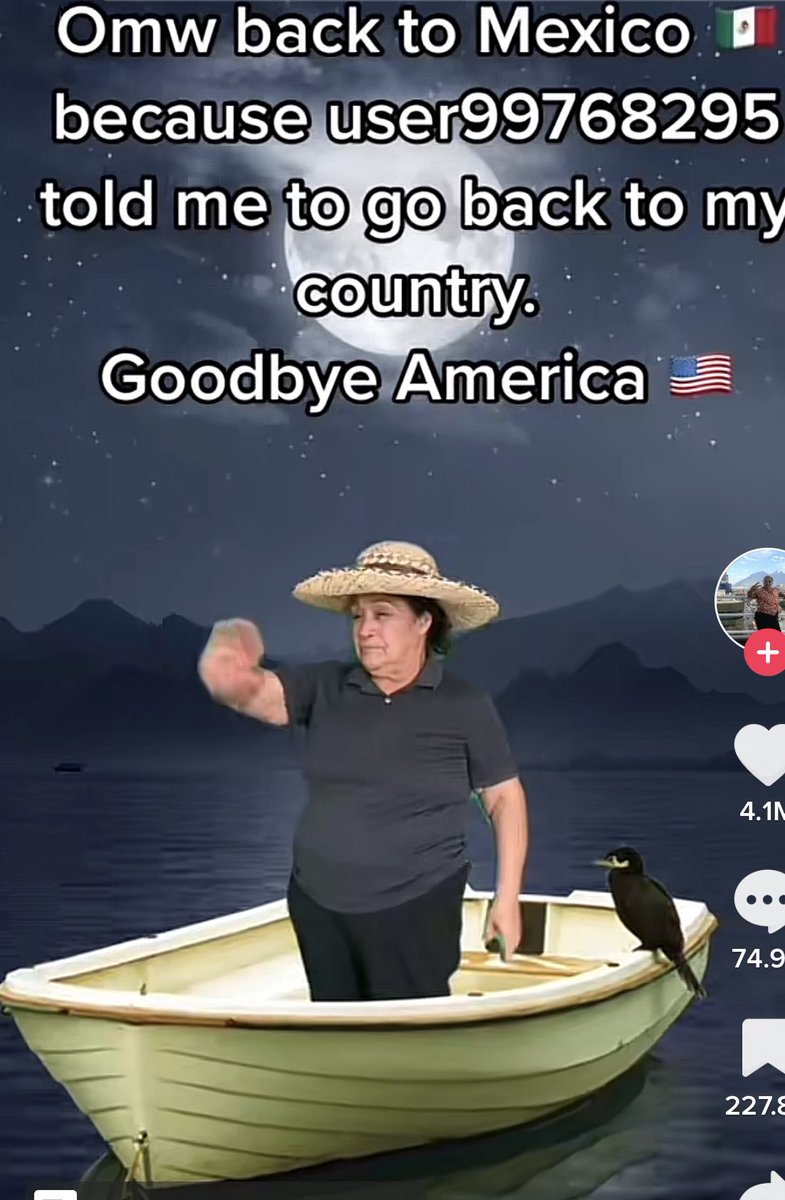 Omw back to Mexico 🇲🇽
because user99768295
told me to go back to my
country.
Goodbye America 🇺🇸
4.1M
74.9
227.8